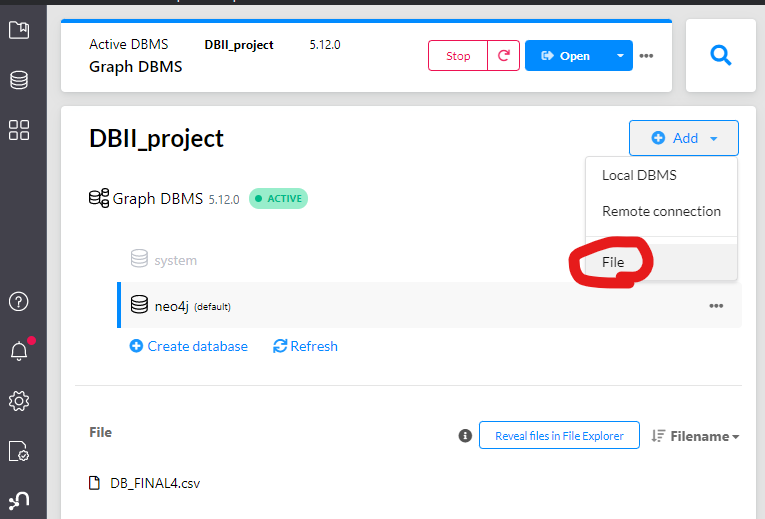 Active DBMS DBII_project 5.12.0
Graph DBMS
Stop Open
DBII_project
Add
Local DBMS
Remote connection
File
Graph DBMS 5.12.0 ACTIVE
system
neo4j (default)
Create database Refresh
File
Reveal files in File Explorer Filename
DB_FINAL4.csv